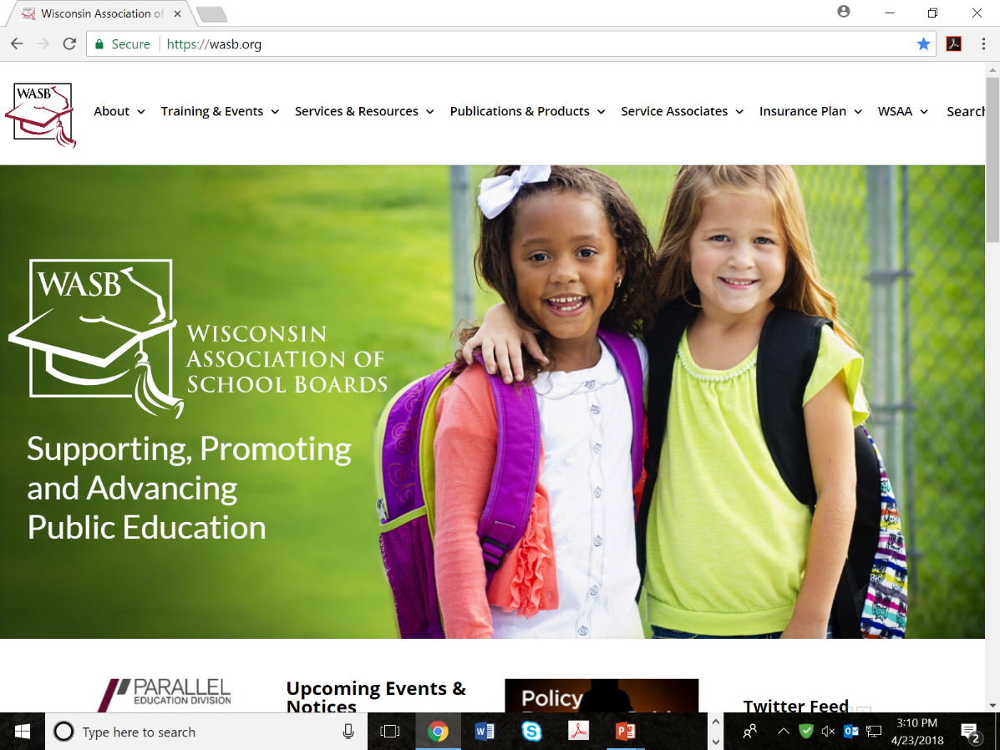 Wisconsin Association of
Secure https://wasb.org
WASB
About Training & Events Services & Resources Publications & Products Service Associates Insurance Plan WSAA Search
WASB
WISCONSIN
ASSOCIATION OF
SCHOOL BOARDS
Supporting, Promoting
and Advancing
Public Education
PARALLEL
EDUCATION DIVISION
Upcoming Events &
Notices
Policy
Twitter Feed
Type here to search
3:10 PM
4/23/2018
2